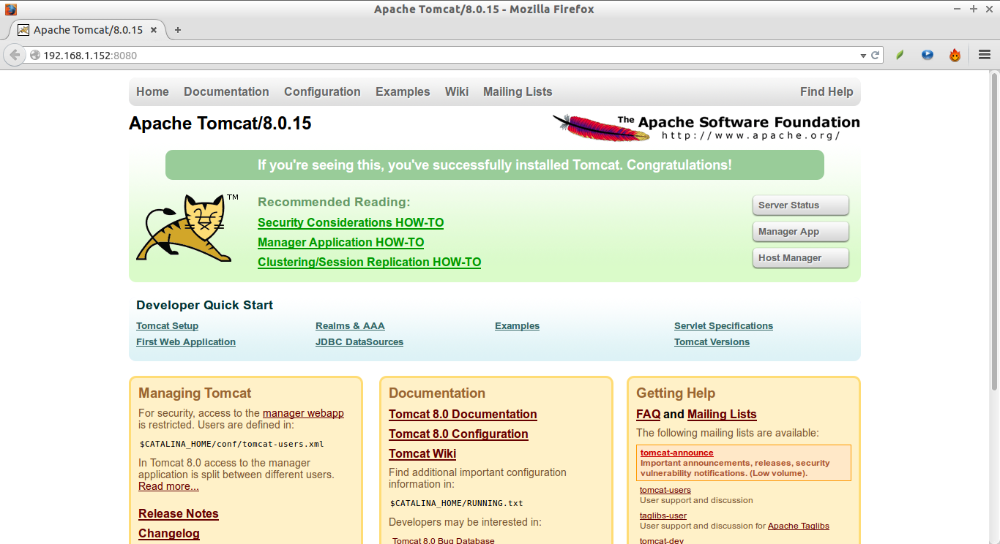 Apache Tomcat/8.0.15 - Mozilla Firefox
Apache Tomcat/8.0.15
192.168.1.152:8080
Home Documentation Configuration Examples Wiki Mailing Lists Find Help
Apache Tomcat/8.0.15
The Apache Software Foundation
http://www.apache.org/
If you're seeing this, you've successfully installed Tomcat. Congratulations!
TM
Recommended Reading:
Security Considerations HOW-TO
Manager Application HOW-TO
Clustering/Session Replication HOW-TO
Server Status
Manager App
Host Manager
Developer Quick Start
Tomcat Setup
First Web Application
Realms & AAA
JDBC DataSources
Examples
Servlet Specifications
Tomcat Versions
Managing Tomcat
For security, access to the manager webapp
is restricted. Users are defined in:
$CATALINA_HOME/conf/tomcat-users.xml
In Tomcat 8.0 access to the manager
application is split between different users.
Read more...
Release Notes
Changelog
Documentation
Tomcat 8.0 Documentation
Tomcat 8.0 Configuration
Tomcat Wiki
Find additional important configuration
information in:
$CATALINA_HOME/RUNNING.txt
Developers may be interested in:
Tomcat 8.0 Bug Database
Getting Help
FAQ and Mailing Lists
The following mailing lists are available:
tomcat-announce
Important announcements, releases, security
vulnerability notifications. (Low volume).
tomcat-users
User support and discussion
taglibs-user
User support and discussion for Apache Taglibs
tomcat-dev